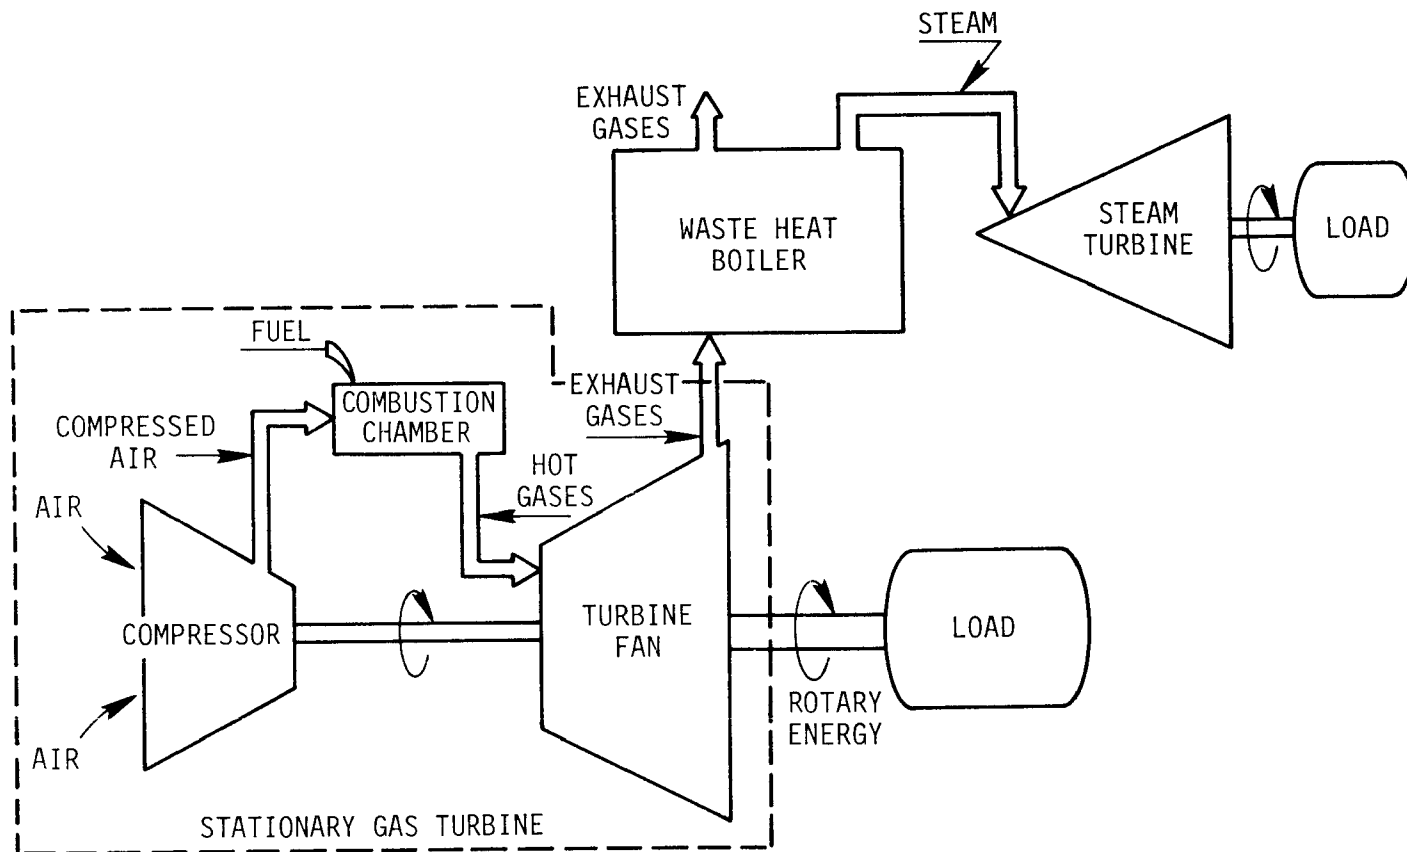 STEAM
EXHAUST
GASES
WASTE HEAT
BOILER
STEAM
TURBINE
LOAD
FUEL
COMBUSTION
CHAMBER
EXHAUST
GASES
COMPRESSED
AIR
HOT
GASES
AIR
COMPRESSOR
TURBINE
FAN
LOAD
ROTARY
ENERGY
AIR
STATIONARY GAS TURBINE